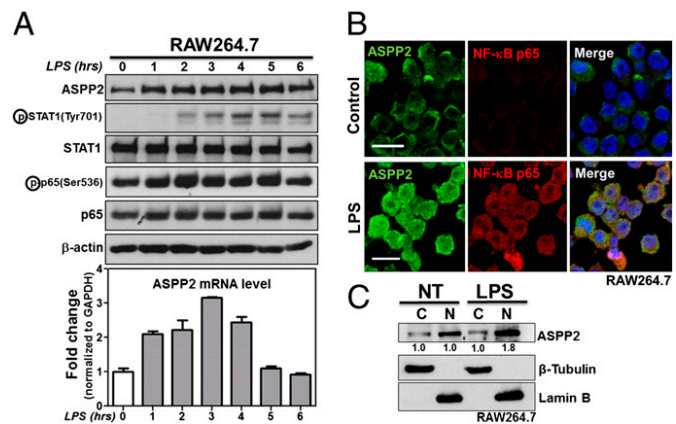 A
RAW264.7
LPS (hrs)
0 1 2 3 4 5 6
ASPP2
p-STAT1(Tyr701)
STAT1
p-p65(Ser536)
p65
β-actin
ASPP2 mRNA level
Fold change
(normalized to GAPDH)
4
3
2
1
0
LPS (hrs) 0 1 2 3 4 5 6
B
ASPP2 NF-κB p65 Merge
Control
ASPP2 NF-κB p65 Merge
LPS
RAW264.7
C
NT LPS
C N C N
ASPP2
1.0 1.0 1.0 1.8
β-Tubulin
Lamin B
RAW264.7